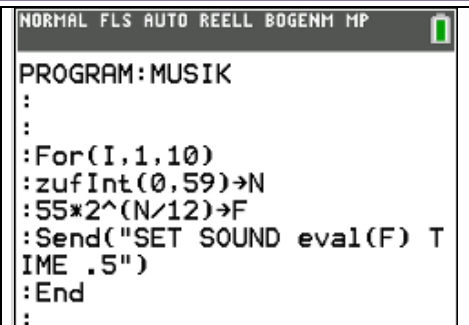 NORMAL FLS AUTO REELL BOGENM MP
PROGRAM:MUSIK
:
:
:For(I,1,10)
:zufInt(0,59)→N
:55*2^(N/12)→F
:Send("SET SOUND eval(F) T
IME .5")
:End
: